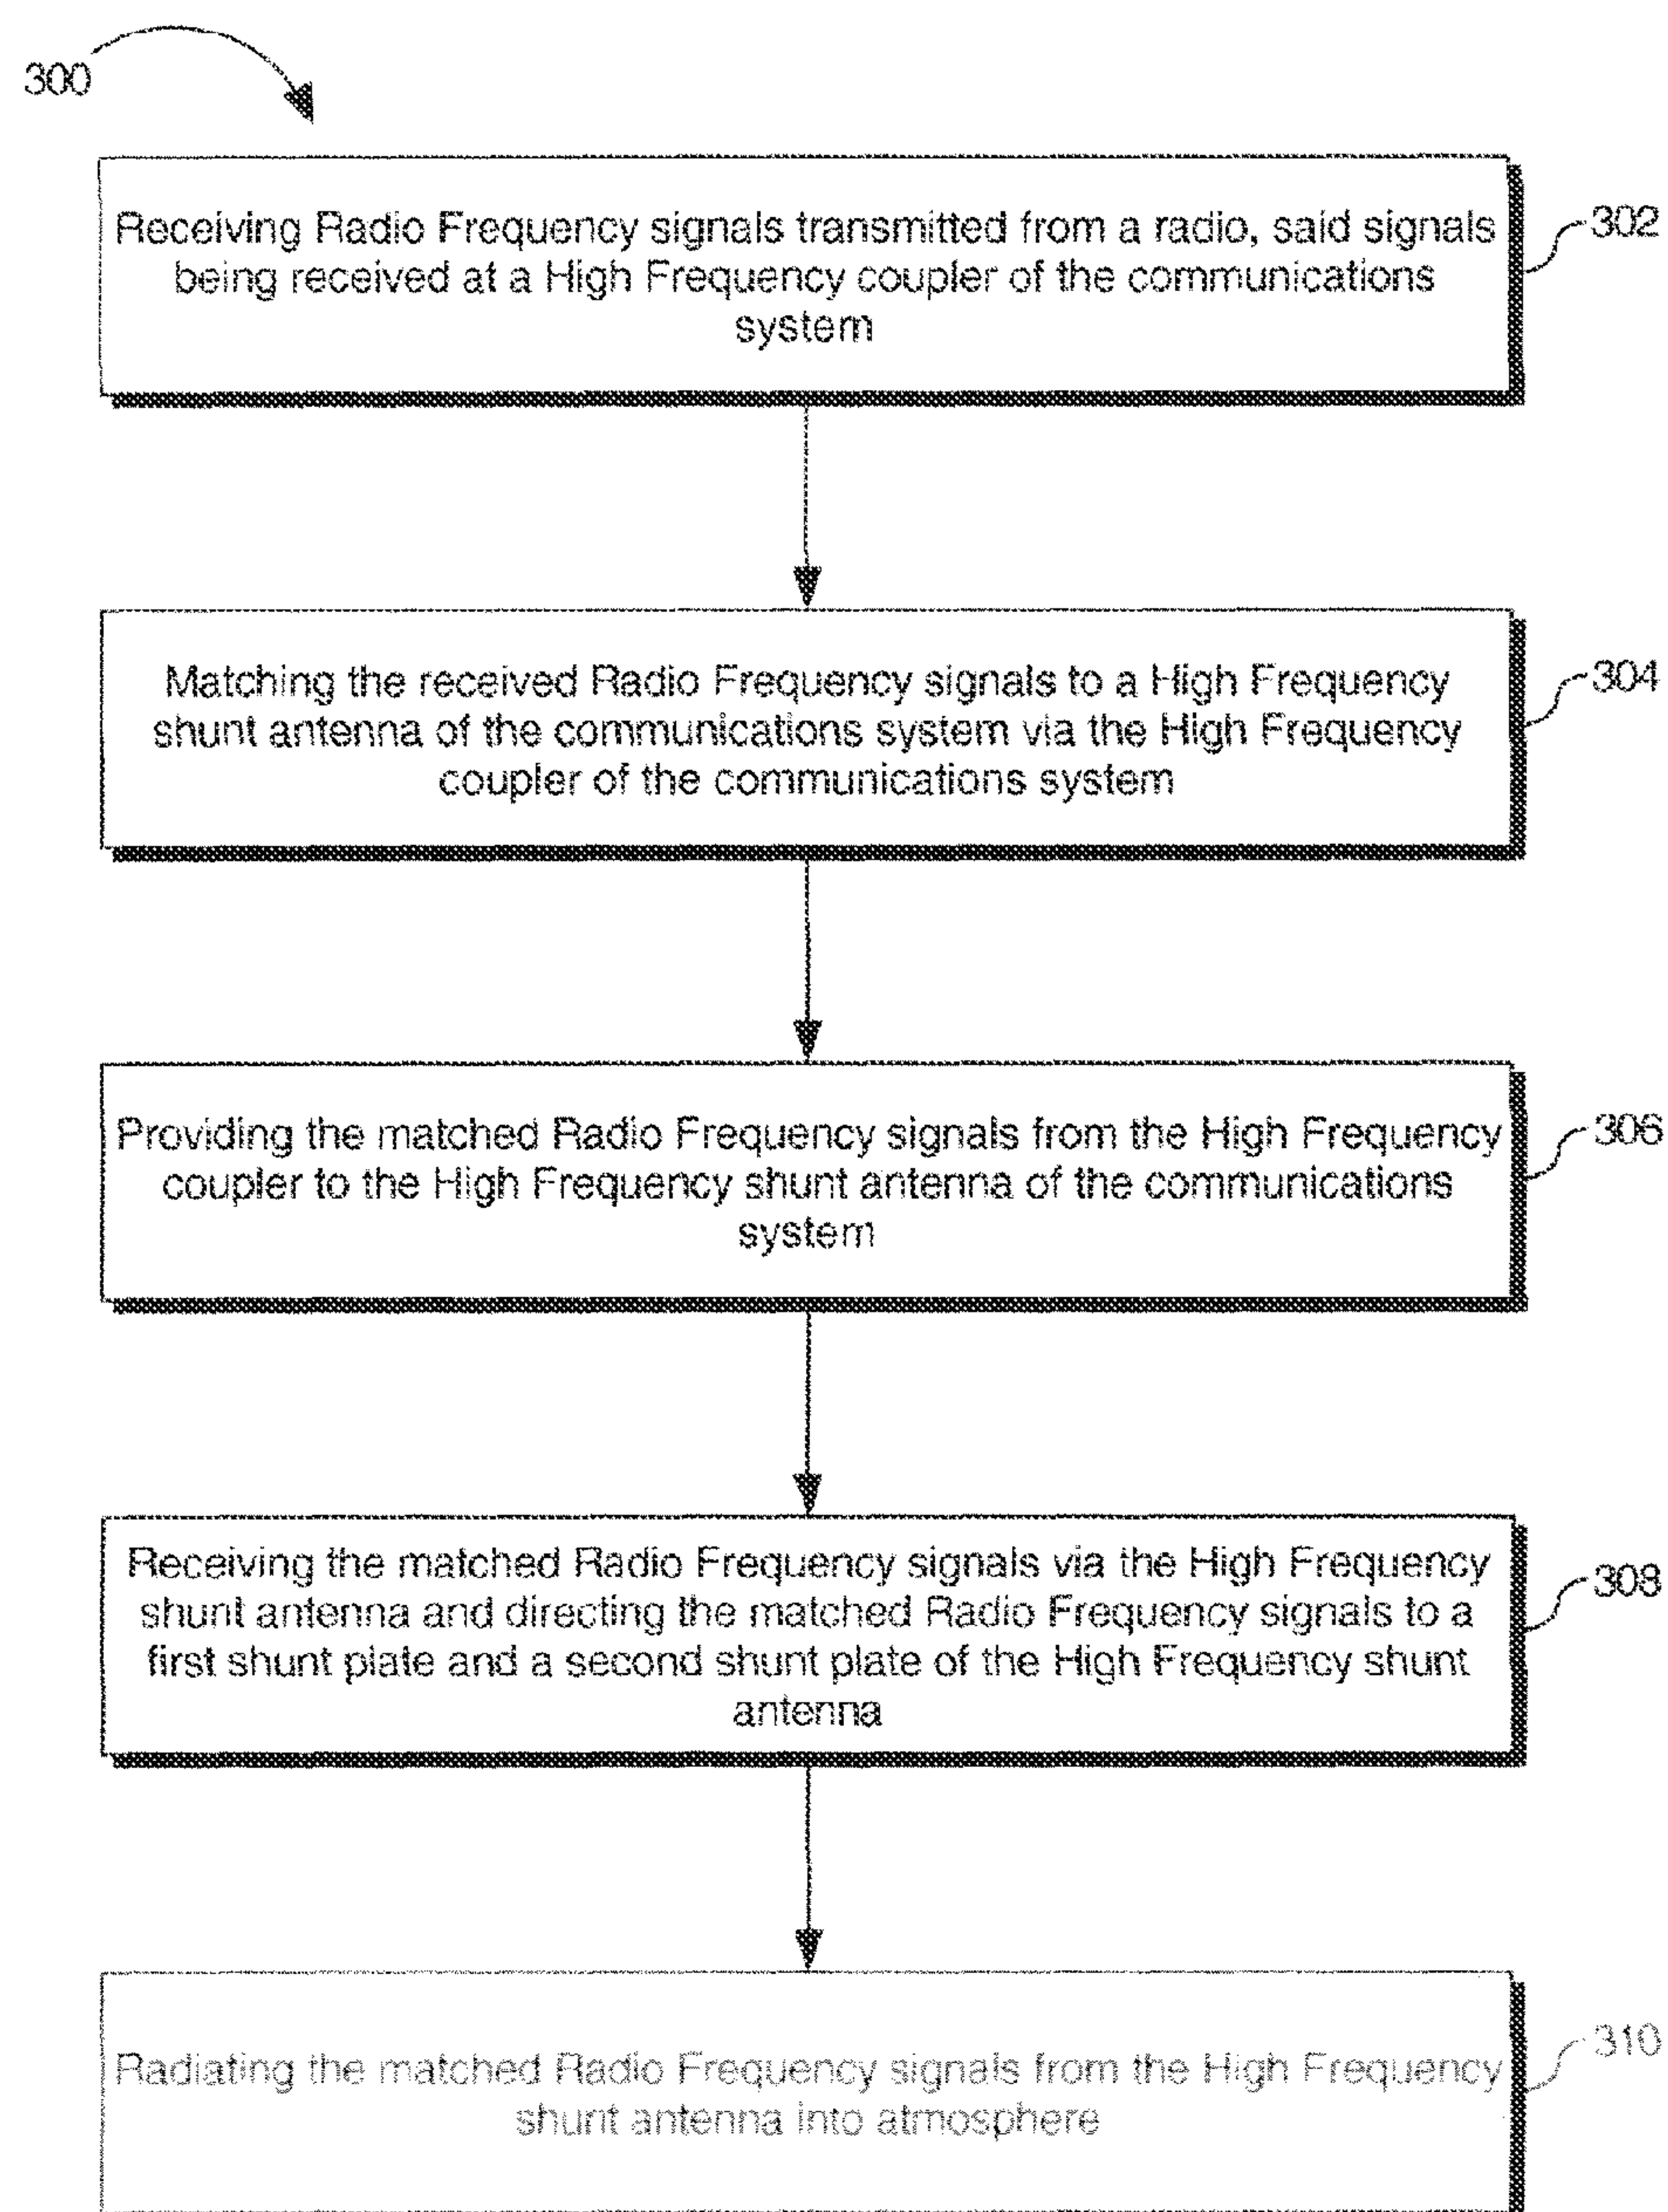 300
Receiving Radio Frequency signals transmitted from a radio, said signals
being received at a High Frequency coupler of the communications
system
302
Matching the received Radio Frequency signals to a High Frequency
shunt antenna of the communications system via the High Frequency
coupler of the communications system
304
Providing the matched Radio Frequency signals from the High Frequency
coupler to the High Frequency shunt antenna of the communications
system
306
Receiving the matched Radio Frequency signals via the High Frequency
shunt antenna and directing the matched Radio Frequency signals to a
first shunt plate and a second shunt plate of the High Frequency shunt
antenna
308
Radiating the matched Radio Frequency signals from the High Frequency
shunt antenna into atmosphere
310